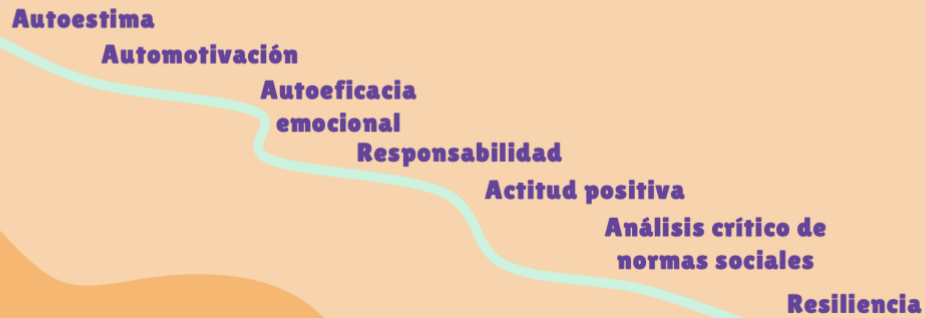 Autoestima
Automotivación
Autoeficacia
emocional
Responsabilidad
Actitud positiva
Análisis crítico de
normas sociales
Resiliencia